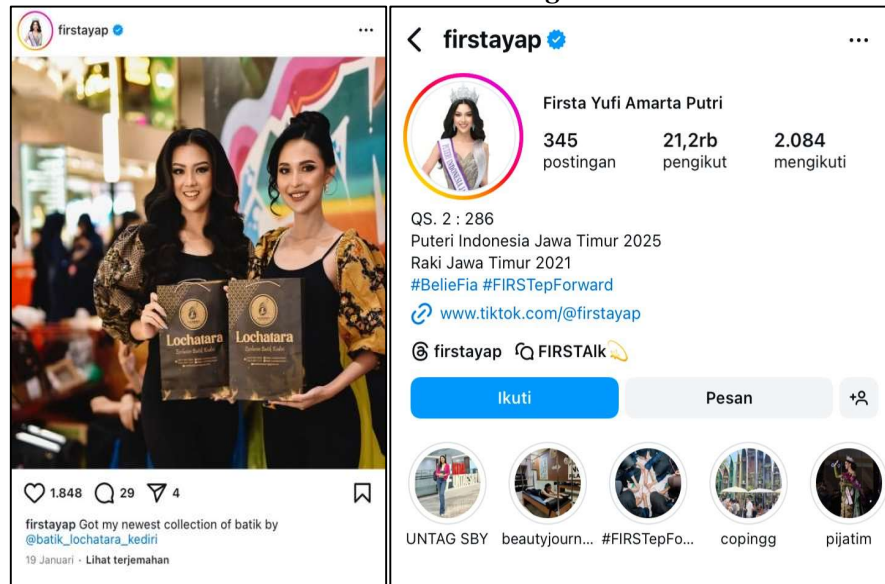 firstayap
Lochatara
Lochatara
1.848
29
4
firstayap Got my newest collection of batik by
@batik_lochatara_kediri
19 Januari · Lihat terjemahan
firstayap
Firsta Yufi Amarta Putri
345
21,2rb
2.084
postingan
pengikut
mengikuti
QS. 2 : 286
Puteri Indonesia Jawa Timur 2025
Raki Jawa Timur 2021
#BelieFia #FIRSTepForward
www.tiktok.com/@firstayap
firstayap FIRSTAlk💫
Ikuti
Pesan
UNTAG SBY
beautyjourn...
#FIRSTepFo...
copingg
pijatim